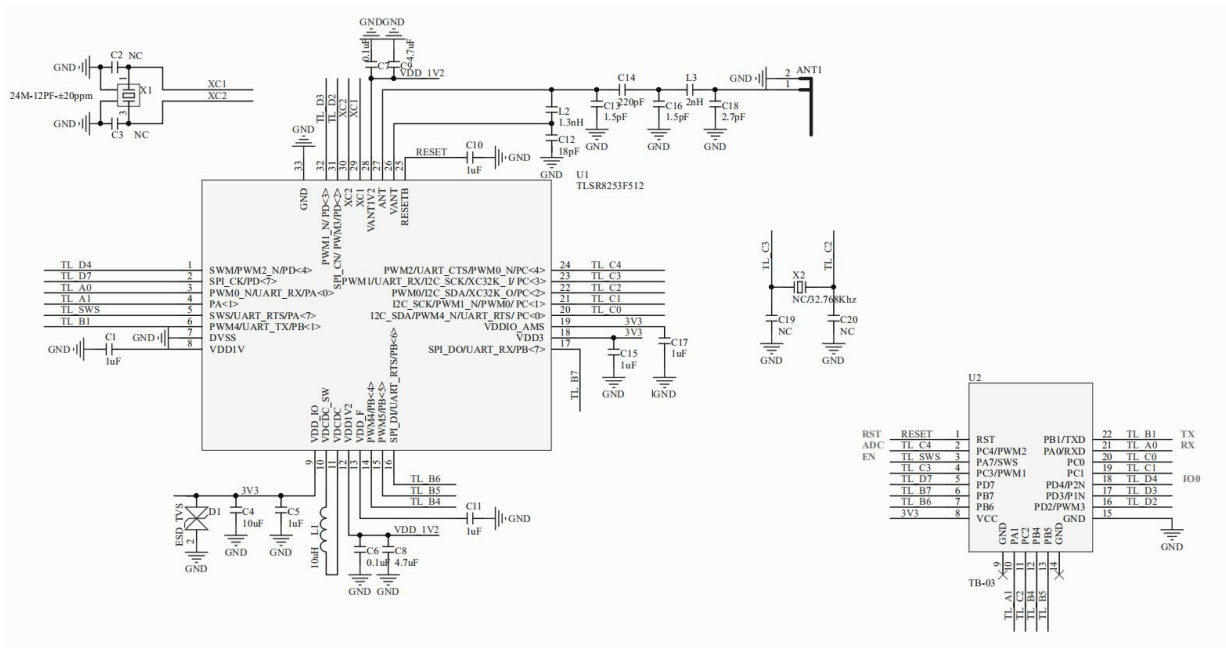 GNDGND
0.1uF
C7
4.7uF
VDD_1V2
C2 NC
GND
24M-12PF-±20ppm
1
X1
3
GND
C3 NC
XC1
XC2
TL_D3
TL_D2
XC2
XC1
C14
220pF
L3
2nH
GND
2
1
ANT1
L2
1.3nH
C12
18pF
GND
C13
1.5pF
GND
C16
1.5pF
GND
C18
2.7pF
GND
RESET
C10
1uF
GND
U1
TLSR8253F512
GND
33
32
31
30
29
28
27
26
25
GND
PWM1_N/ PD<3>
SPI_CN/ PWM3/PD<2>
XC2
XC1
VANT1V2
ANT
VANT
RESETB
TL_D4 1 SWM/PWM2_N/PD<4>
TL_D7 2 SPI_CK/PD<7>
TL_A0 3 PWM0_N/UART_RX/PA<0>
TL_A1 4 PA<1>
TL_SWS 5 SWS/UART_RTS/PA<7>
TL_B1 6 PWM4/UART_TX/PB<1>
GND 7 DVSS
8 VDD1V
GND
C1
1uF
PWM2/UART_CTS/PWM0_N/PC<4> 24 TL_C4
PWM1/UART_RX/I2C_SCK/XC32K_I/ PC<3> 23 TL_C3
PWM0/I2C_SDA/XC32K_O/PC<2> 22 TL_C2
I2C_SCK/PWM1_N/PWM0/ PC<1> 21 TL_C1
I2C_SDA/PWM4_N/UART_RTS/ PC<0> 20 TL_C0
VDDIO_AMS 19 3V3
VDD3 18 3V3
SPI_DO/UART_RX/PB<7> 17
TL_B7
C15
1uF
GND
C17
1uF
GND
VDD_IO
VDCDC_SW
VDCDC
VDD1V2
VDD_F
PWM4/PB<4>
PWM5/PB<5>
SPI_DI/UART_RTS/PB<6>
9
10
11
12
13
14
15
16
TL_B6
TL_B5
TL_B4
C11
1uF
GND
3V3
ESD_TVS
D1
2
GND
C4
10uF
GND
C5
1uF
GND
L1
10uH
VDD_1V2
C6
0.1uF
C8
4.7uF
GND GND
TL_C3
TL_C2
X2
NC/32.768Khz
C19
NC
GND
C20
NC
GND
U2
RST RESET 1 RST
ADC TL_C4 2 PC4/PWM2
EN TL_SWS 3 PA7/SWS
TL_C3 4 PC3/PWM1
TL_D7 5 PD7
TL_B7 6 PB7
TL_B6 7 PB6
3V3 8 VCC
PB1/TXD 22 TL_B1 TX
PA0/RXD 21 TL_A0 RX
PC0 20 TL_C0
PC1 19 TL_C1
PD4/P2N 18 TL_D4 IO0
PD3/P1N 17 TL_D3
PD2/PWM3 16 TL_D2
GND 15
GND
GND
PA1
PC2
PB4
PB5
GND
9
10
11
12
13
14
TB-03
TL_A1
TL_C2
TL_B4
TL_B5